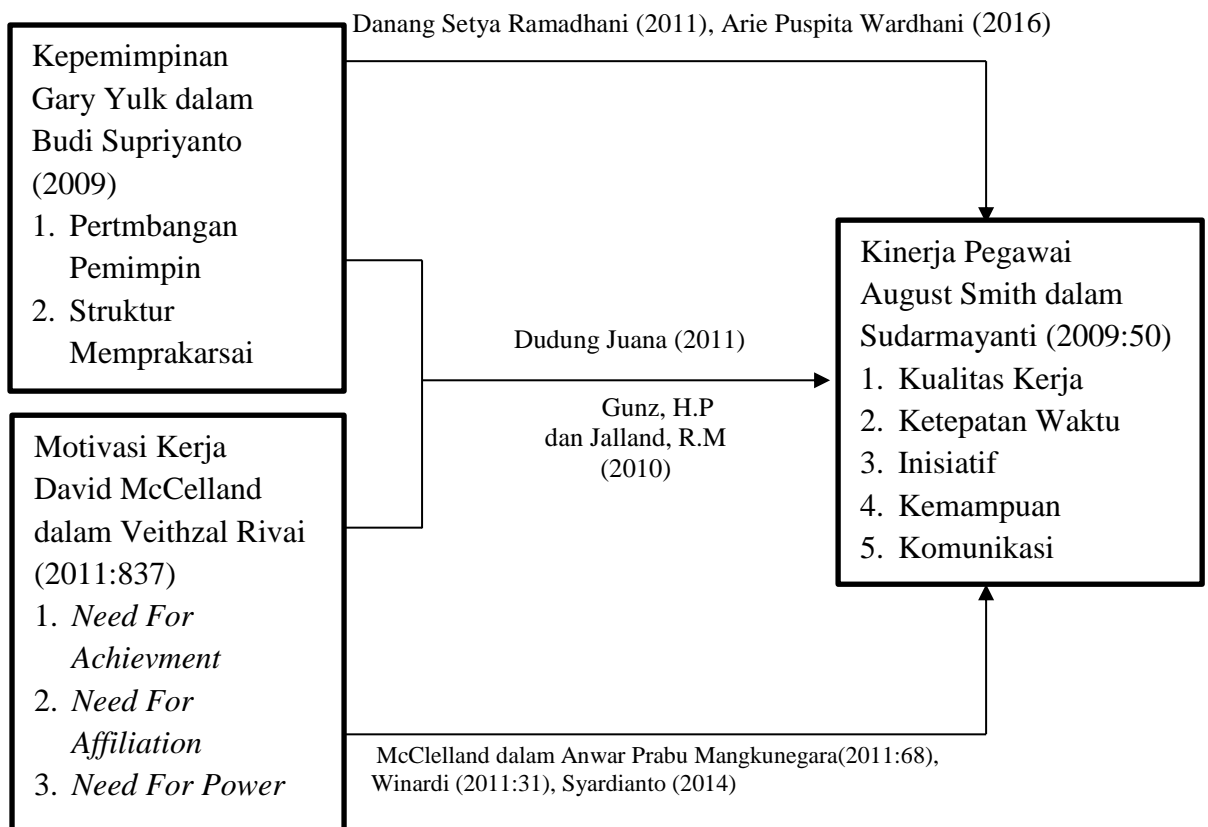 Danang Setya Ramadhani (2011), Arie Puspita Wardhani (2016)
Kepemimpinan
Gary Yulk dalam
Budi Supriyanto
(2009)
1. Pertmbangan
Pemimpin
2. Struktur
Memprakarsai
Dudung Juana (2011)
Gunz, H.P
dan Jalland, R.M
(2010)
Kinerja Pegawai
August Smith dalam
Sudarmayanti (2009:50)
1. Kualitas Kerja
2. Ketepatan Waktu
3. Inisiatif
4. Kemampuan
5. Komunikasi
Motivasi Kerja
David McCelland
dalam Veithzal Rivai
(2011:837)
1. Need For
Achievment
2. Need For
Affiliation
3. Need For Power
McClelland dalam Anwar Prabu Mangkunegara(2011:68),
Winardi (2011:31), Syardianto (2014)